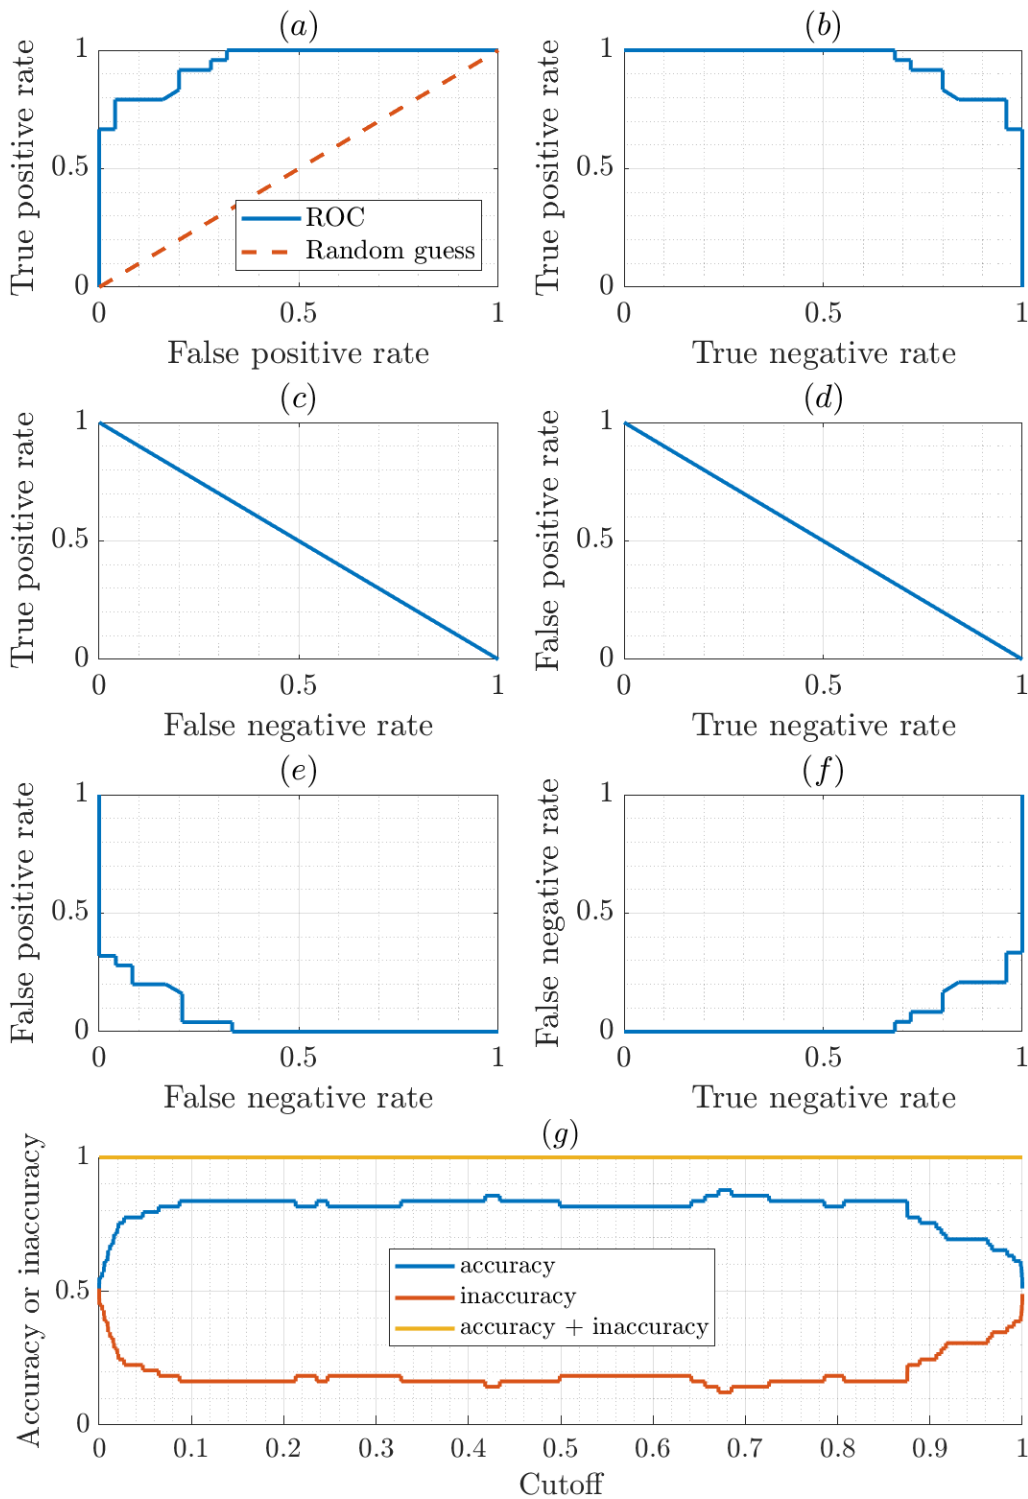 (a)
True positive rate
1
0.5
0
ROC
Random guess
0 0.5 1
False positive rate
(b)
True positive rate
1
0.5
0
0 0.5 1
True negative rate
(c)
True positive rate
1
0.5
0
0 0.5 1
False negative rate
(d)
False positive rate
1
0.5
0
0 0.5 1
True negative rate
(e)
False positive rate
1
0.5
0
0 0.5 1
False negative rate
(f)
False negative rate
1
0.5
0
0 0.5 1
True negative rate
(g)
Accuracy or inaccuracy
1
0.5
0
accuracy
inaccuracy
accuracy + inaccuracy
0 0.1 0.2 0.3 0.4 0.5 0.6 0.7 0.8 0.9 1
Cutoff